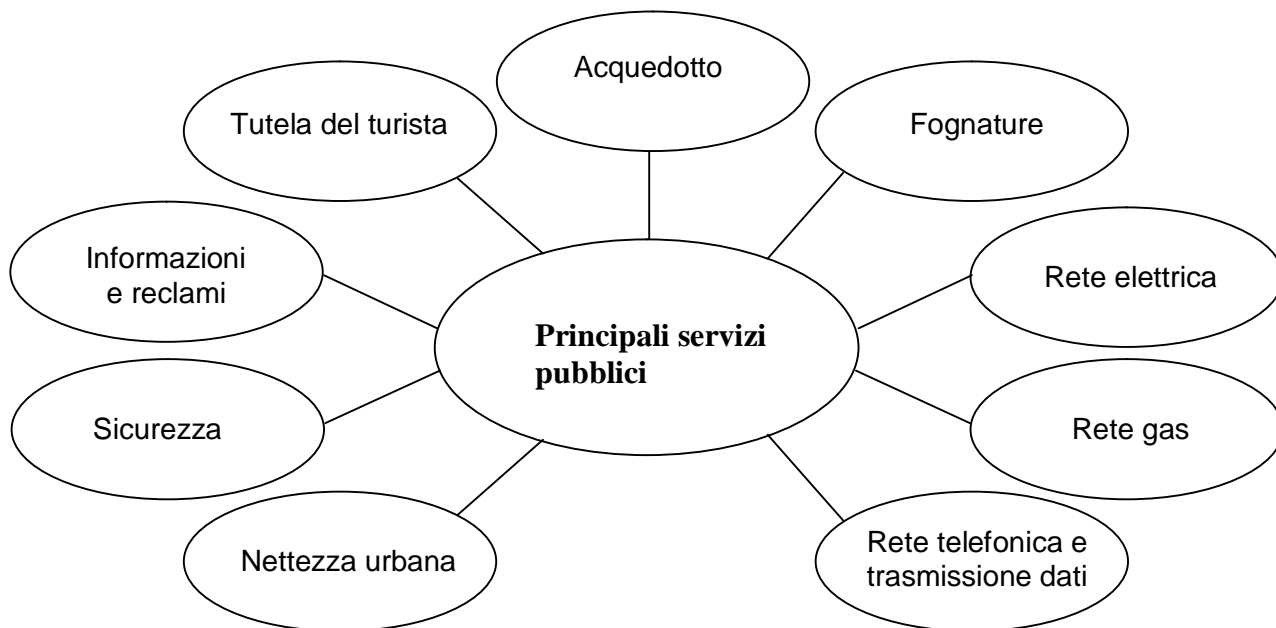 Acquedotto
Tutela del turista
Fognature
Informazioni
e reclami
Rete elettrica
Principali servizi
pubblici
Sicurezza
Rete gas
Nettezza urbana
Rete telefonica e
trasmissione dati